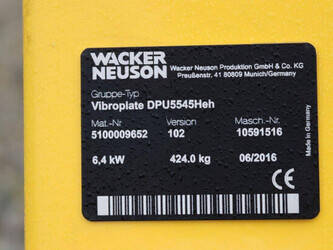 WACKER
NEUSON
Wacker Neuson Produktion GmbH & Co. KG
Preußenstr. 41 80809 Munich/Germany
Gruppe-Typ
Vibroplate DPU5545Heh
Mat.-Nr. Version Masch.-Nr.
5100009652 102 10591516
6,4 kW 424.0 kg 06/2016
Made in Germany
CE